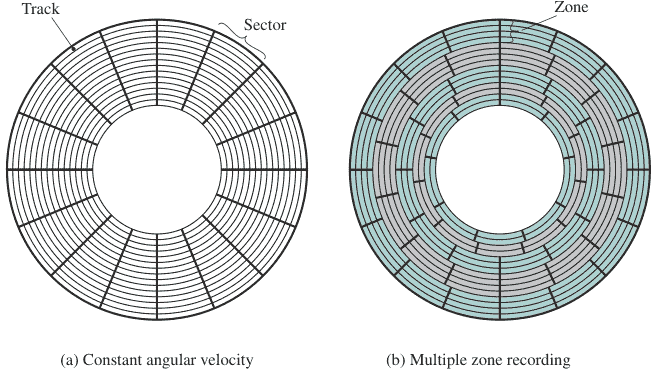 Track
Sector
Zone
(a) Constant angular velocity
(b) Multiple zone recording